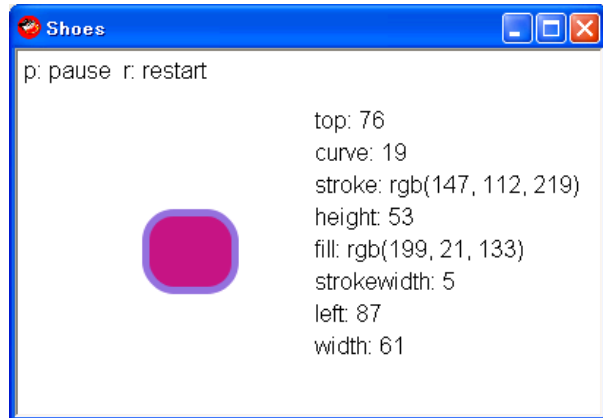 Shoes
p: pause r: restart
top: 76
curve: 19
stroke: rgb(147, 112, 219)
height: 53
fill: rgb(199, 21, 133)
strokewidth: 5
left: 87
width: 61